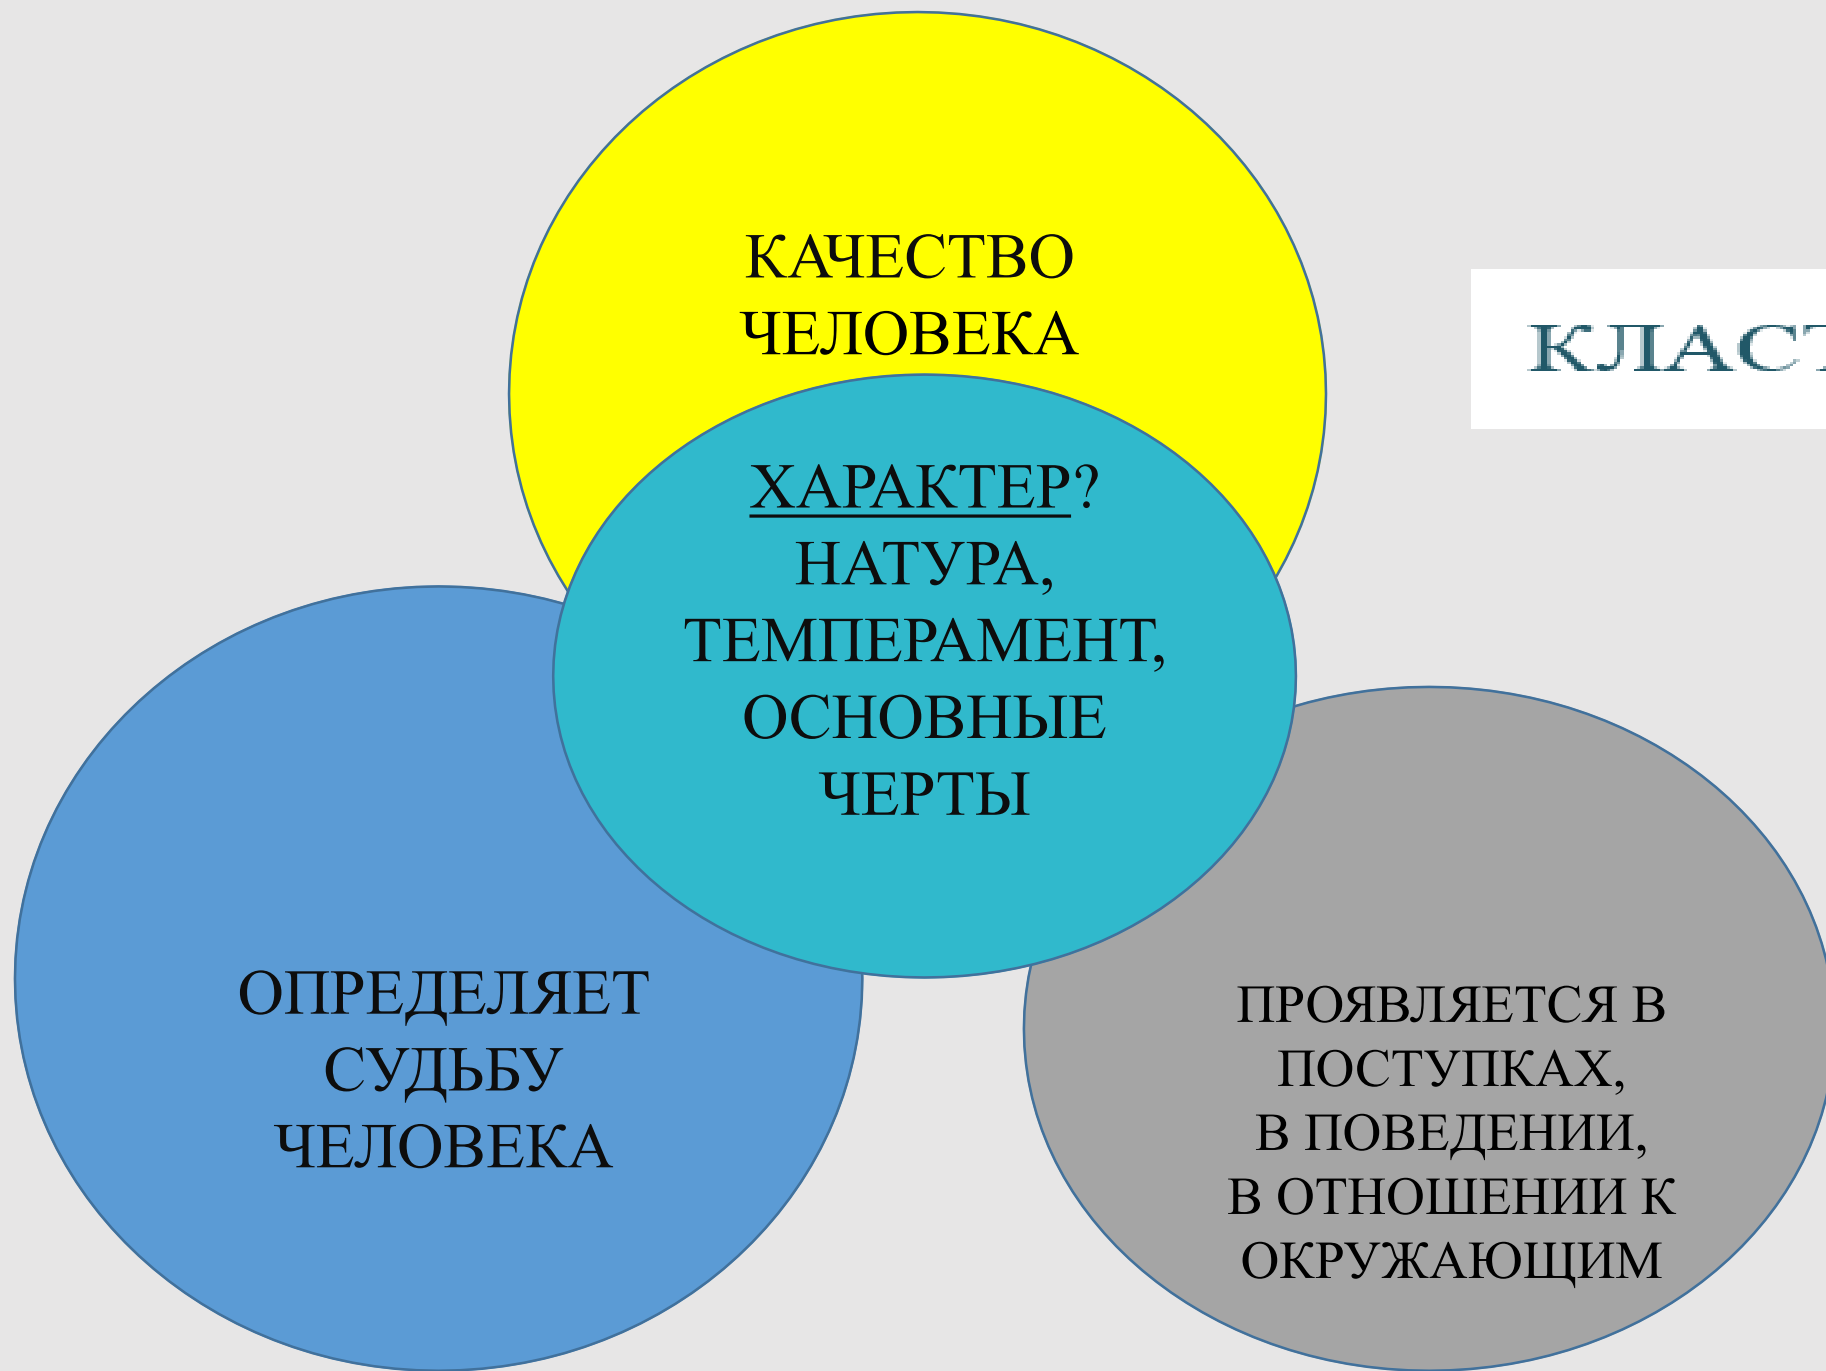 КАЧЕСТВО
ЧЕЛОВЕКА
ХАРАКТЕР?
НАТУРА,
ТЕМПЕРАМЕНТ,
ОСНОВНЫЕ
ЧЕРТЫ
ОПРЕДЕЛЯЕТ
СУДЬБУ
ЧЕЛОВЕКА
ПРОЯВЛЯЕТСЯ В
ПОСТУПКАХ,
В ПОВЕДЕНИИ,
В ОТНОШЕНИИ К
ОКРУЖАЮЩИМ